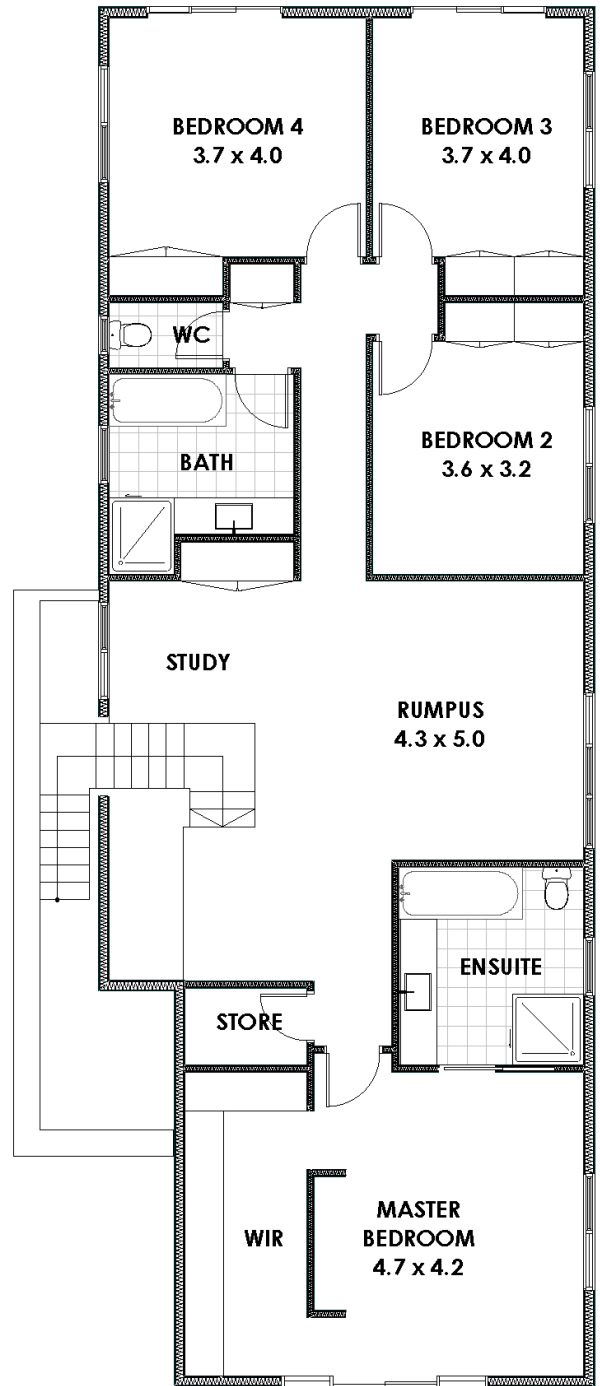 BEDROOM 4
3.7 x 4.0
BEDROOM 3
3.7 x 4.0
WC
BATH
BEDROOM 2
3.6 x 3.2
STUDY
RUMPUS
4.3 x 5.0
ENSUITE
STORE
WIR
MASTER
BEDROOM
4.7 x 4.2